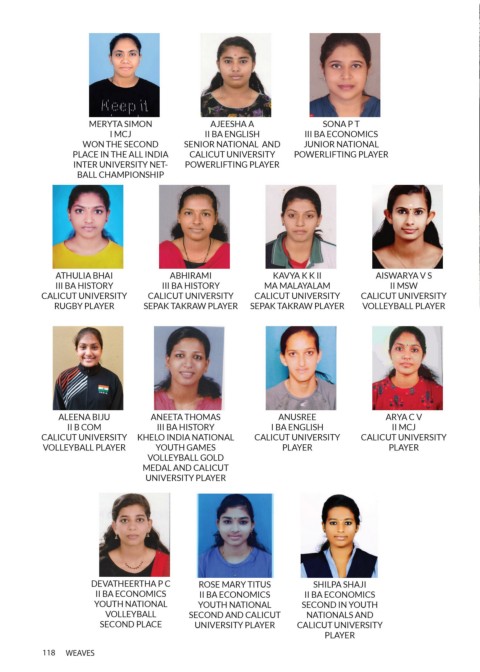 Keep it
MERYTA SIMON
I MCJ
WON THE SECOND
PLACE IN THE ALL INDIA
INTER UNIVERSITY NET-
BALL CHAMPIONSHIP
AJEESHA A
II BA ENGLISH
SENIOR NATIONAL AND
CALICUT UNIVERSITY
POWERLIFTING PLAYER
SONA P T
III BA ECONOMICS
JUNIOR NATIONAL
POWERLIFTING PLAYER
ATHULIA BHAI
III BA HISTORY
CALICUT UNIVERSITY
RUGBY PLAYER
ABHIRAMI
III BA HISTORY
CALICUT UNIVERSITY
SEPAK TAKRAW PLAYER
KAVYA K K II
MA MALAYALAM
CALICUT UNIVERSITY
SEPAK TAKRAW PLAYER
AISWARYA V S
II MSW
CALICUT UNIVERSITY
VOLLEYBALL PLAYER
ALEENA BIJU
II B COM
CALICUT UNIVERSITY
VOLLEYBALL PLAYER
ANEETA THOMAS
III BA HISTORY
KHELO INDIA NATIONAL
YOUTH GAMES
VOLLEYBALL GOLD
MEDAL AND CALICUT
UNIVERSITY PLAYER
ANUSREE
I BA ENGLISH
CALICUT UNIVERSITY
PLAYER
ARYA C V
II MCJ
CALICUT UNIVERSITY
PLAYER
DEVATHEERTHA P C
II BA ECONOMICS
YOUTH NATIONAL
VOLLEYBALL
SECOND PLACE
ROSE MARY TITUS
II BA ECONOMICS
YOUTH NATIONAL
SECOND AND CALICUT
UNIVERSITY PLAYER
SHILPA SHAJI
II BA ECONOMICS
SECOND IN YOUTH
NATIONALS AND
CALICUT UNIVERSITY
PLAYER
118 WEAVES